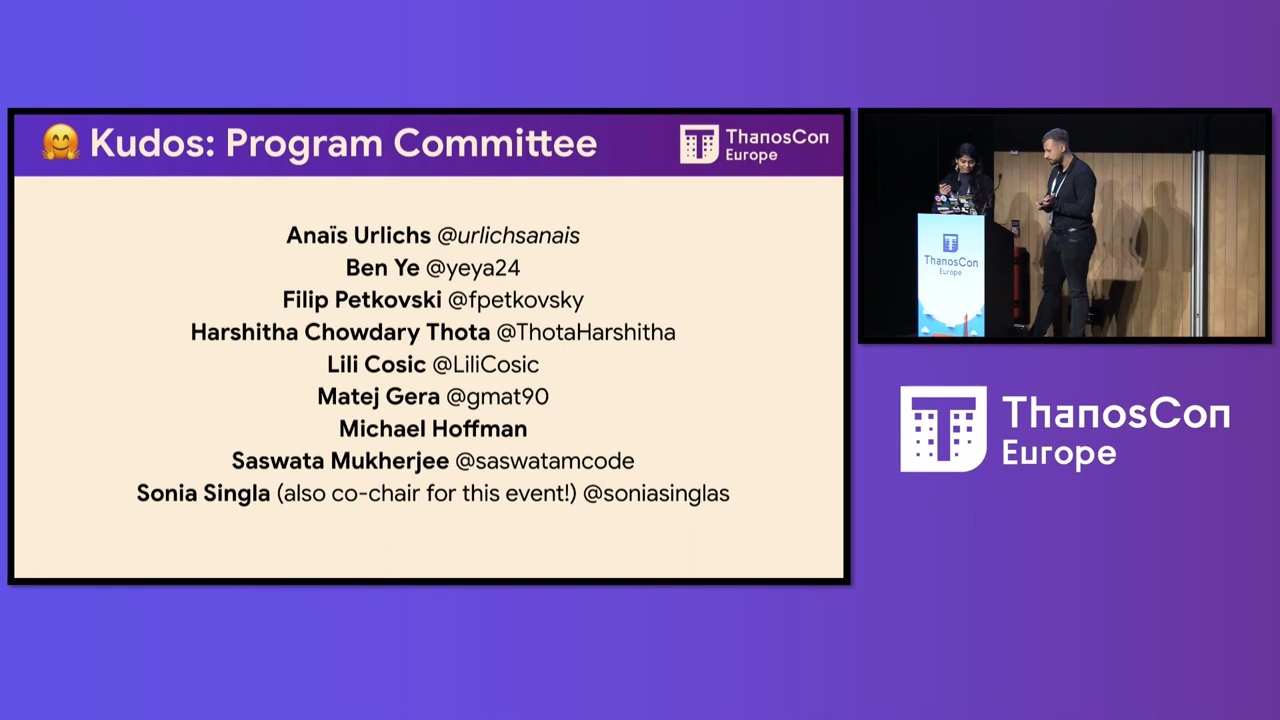 🤗 Kudos: Program Committee
ThanosCon
Europe
Anaïs Urlichs @urlichsanais
Ben Ye @yeya24
Filip Petkovski @fpetkovsky
Harshitha Chowdary Thota @ThotaHarshitha
Lili Cosic @LiliCosic
Matej Gera @gmat90
Michael Hoffman
Saswata Mukherjee @saswatamcode
Sonia Singla (also co-chair for this event!) @soniasinglas
ThanosCon
Europe
ThanosCon
Europe